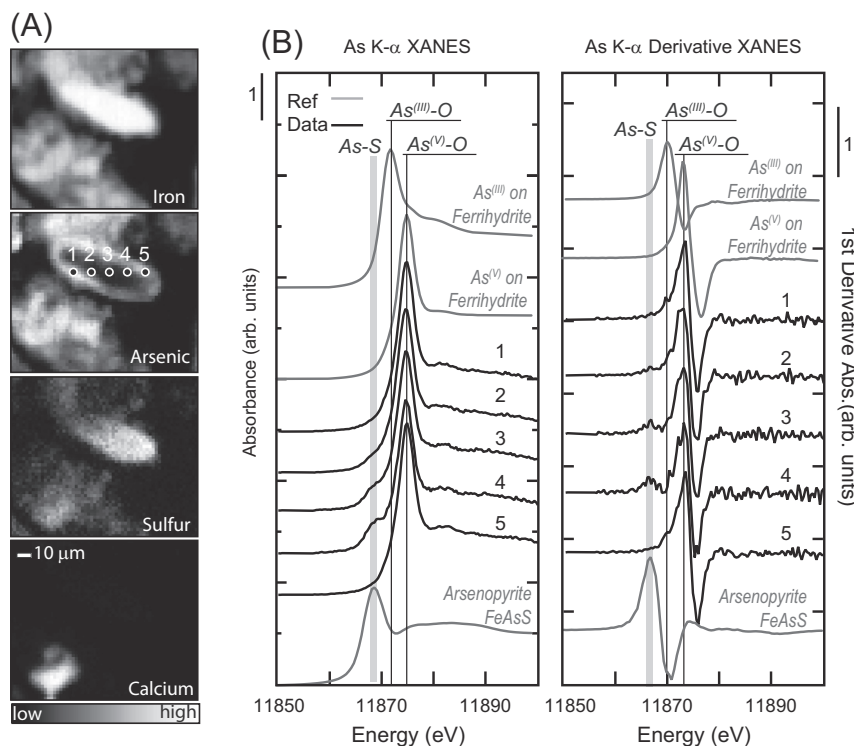 (A)
Iron
1 2 3 4 5
Arsenic
Sulfur
10 µm
Calcium
low high
(B)
As K-α XANES
As K-α Derivative XANES
1
Ref
Data
As(III)-O
As-S
As(V)-O
As(III) on
Ferrihydrite
As(V) on
Ferrihydrite
1
2
3
4
5
Arsenopyrite
FeAsS
Absorbance (arb. units)
11850 11870 11890
Energy (eV)
As(III)-O
As-S
As(V)-O
1
As(III) on
Ferrihydrite
As(V) on
Ferrihydrite
1
2
3
4
5
Arsenopyrite
FeAsS
1st Derivative Abs.(arb. units)
11850 11870 11890
Energy (eV)